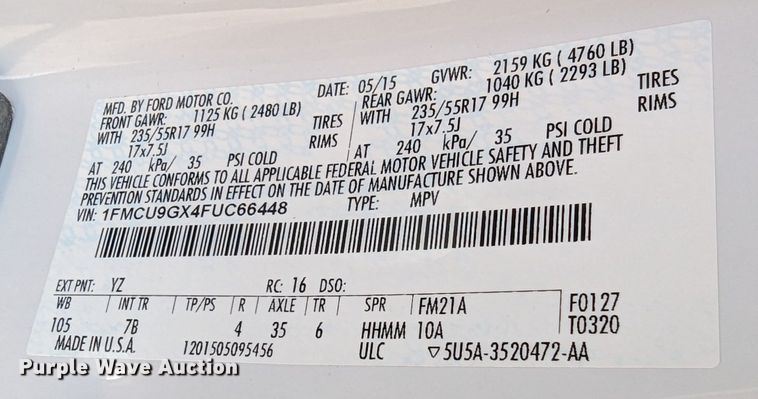 MFD. BY FORD MOTOR CO. DATE: 05/15 GVWR: 2159 KG ( 4760 LB)
FRONT GAWR: 1125 KG ( 2480 LB) REAR GAWR: 1040 KG ( 2293 LB)
WITH 235/55R17 99H TIRES WITH 235/55R17 99H TIRES
17x7.5J RIMS 17x7.5J RIMS
AT 240 kPa/ 35 PSI COLD AT 240 kPa/ 35 PSI COLD
THIS VEHICLE CONFORMS TO ALL APPLICABLE FEDERAL MOTOR VEHICLE SAFETY AND THEFT
PREVENTION STANDARDS IN EFFECT ON THE DATE OF MANUFACTURE SHOWN ABOVE.
VIN: 1FMCU9GX4FUC66448 TYPE: MPV
EXT PNT: YZ RC: 16 DSO:
WB INT TR TP/PS R AXLE TR SPR FM21A F0127
105 7B 4 35 6 HHMM 10A T0320
MADE IN U.S.A. 1201505095456 ULC ▽5U5A-3520472-AA
Purple Wave Auction